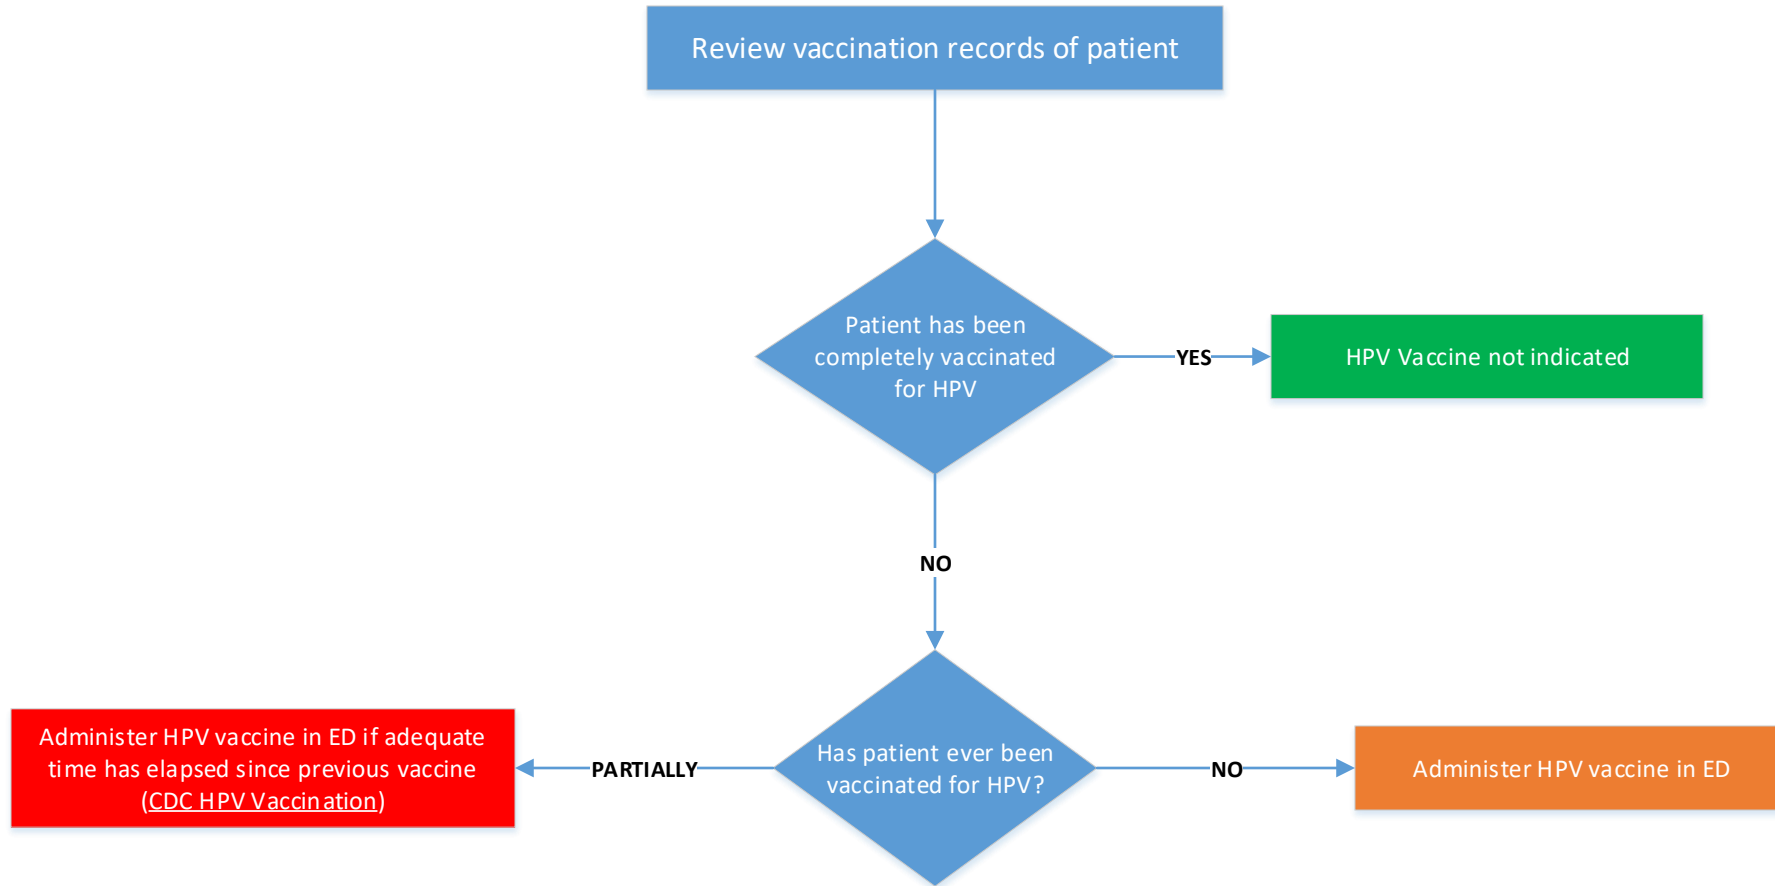 Review vaccination records of patient
Patient has been
completely vaccinated
for HPV
YES
HPV Vaccine not indicated
NO
Administer HPV vaccine in ED if adequate
time has elapsed since previous vaccine
(CDC HPV Vaccination)
PARTIALLY
Has patient ever been
vaccinated for HPV?
NO
Administer HPV vaccine in ED